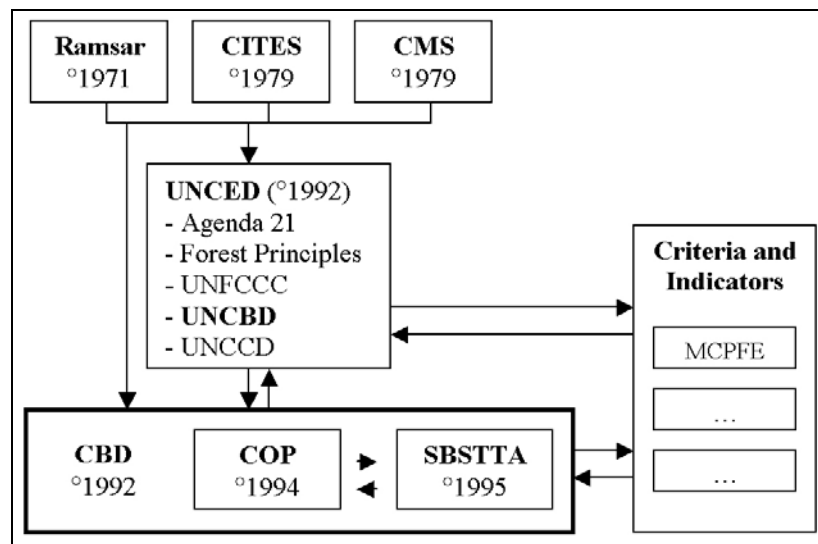 Ramsar
°1971
CITES
°1979
CMS
°1979
UNCED (°1992)
- Agenda 21
- Forest Principles
- UNFCCC
- UNCBD
- UNCCD
Criteria and
Indicators
MCPFE
...
...
CBD
°1992
COP
°1994
SBSTTA
°1995